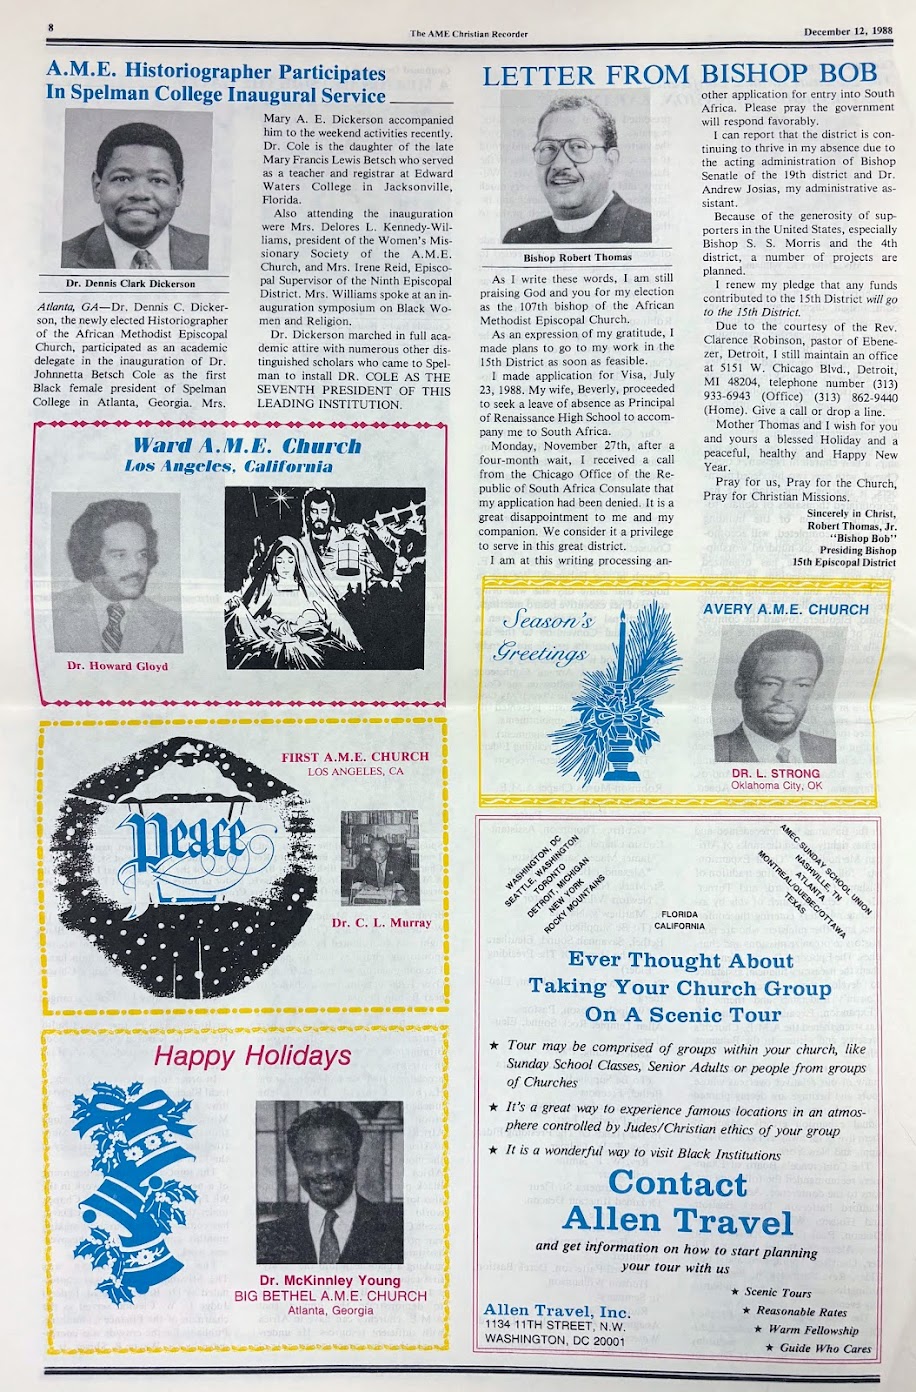 8
The AME Christian Recorder
December 12, 1988
A.M.E. Historiographer Participates
In Spelman College Inaugural Service
Dr. Dennis Clark Dickerson
Atlanta, GA—Dr. Dennis C. Dicker-
son, the newly elected Historiographer
of the African Methodist Episcopal
Church, participated as an academic
delegate in the inauguration of Dr.
Johnnetta Betsch Cole as the first
Black female president of Spelman
College in Atlanta, Georgia. Mrs.
Mary A. E. Dickerson accompanied
him to the weekend activities recently.
Dr. Cole is the daughter of the late
Mary Francis Lewis Betsch who served
as a teacher and registrar at Edward
Waters College in Jacksonville,
Florida.
Also attending the inauguration
were Mrs. Delores L. Kennedy-Wil-
liams, president of the Women's Mis-
sionary Society of the A.M.E.
Church, and Mrs. Irene Reid, Episco-
pal Supervisor of the Ninth Episcopal
District. Mrs. Williams spoke at an in-
auguration symposium on Black Wo-
men and Religion.
Dr. Dickerson marched in full aca-
demic attire with numerous other dis-
tinguished scholars who came to Spel-
man to install DR. COLE AS THE
SEVENTH PRESIDENT OF THIS
LEADING INSTITUTION.
LETTER FROM BISHOP BOB
Bishop Robert Thomas
As I write these words, I am still
praising God and you for my election
as the 107th bishop of the African
Methodist Episcopal Church.
As an expression of my gratitude, I
made plans to go to my work in the
15th District as soon as feasible.
I made application for Visa, July
23, 1988. My wife, Beverly, proceeded
to seek a leave of absence as Principal
of Renaissance High School to accom-
pany me to South Africa.
Monday, November 27th, after a
four-month wait, I received a call
from the Chicago Office of the Re-
public of South Africa Consulate that
my application had been denied. It is a
great disappointment to me and my
companion. We consider it a privilege
to serve in this great district.
I am at this writing processing an-
other application for entry into South
Africa. Please pray the government
will respond favorably.
I can report that the district is con-
tinuing to thrive in my absence due to
the acting administration of Bishop
Senatle of the 19th district and Dr.
Andrew Josias, my administrative as-
sistant.
Because of the generosity of sup-
porters in the United States, especially
Bishop S. S. Morris and the 4th
district, a number of projects are
planned.
I renew my pledge that any funds
contributed to the 15th District will go
to the 15th District.
Due to the courtesy of the Rev.
Clarence Robinson, pastor of Ebene-
zer, Detroit, I still maintain an office
at 5151 W. Chicago Blvd., Detroit,
MI 48204, telephone number (313)
933-6943 (Office) (313) 862-9440
(Home). Give a call or drop a line.
Mother Thomas and I wish for you
and yours a blessed Holiday and a
peaceful, healthy and Happy New
Year.
Pray for us, Pray for the Church,
Pray for Christian Missions.
Sincerely in Christ,
Robert Thomas, Jr.
"Bishop Bob"
Presiding Bishop
15th Episcopal District
Ward A.M.E. Church
Los Angeles, California
Dr. Howard Gloyd
Season's
Greetings
AVERY A.M.E. CHURCH
DR. L. STRONG
Oklahoma City, OK
FIRST A.M.E. CHURCH
LOS ANGELES, CA
Peace
Dr. C. L. Murray
Happy Holidays
Dr. McKinnley Young
BIG BETHEL A.M.E. CHURCH
Atlanta, Georgia
WASHINGTON, DC
SEATTLE, WASHINGTON
TORONTO
DETROIT, MICHIGAN
NEW YORK
ROCKY MOUNTAINS
FLORIDA
CALIFORNIA
AMEC SUNDAY SCHOOL UNION
NASHVILLE, TN
ATLANTA
MONTREAL/QUEBEC/OTTAWA
TEXAS
Ever Thought About
Taking Your Church Group
On A Scenic Tour
★ Tour may be comprised of groups within your church, like
Sunday School Classes, Senior Adults or people from groups
of Churches
★ It's a great way to experience famous locations in an atmos-
phere controlled by Judes/Christian ethics of your group
★ It is a wonderful way to visit Black Institutions
Contact
Allen Travel
and get information on how to start planning
your tour with us
★ Scenic Tours
★ Reasonable Rates
★ Warm Fellowship
★ Guide Who Cares
Allen Travel, Inc.
1134 11TH STREET, N.W.
WASHINGTON, DC 20001